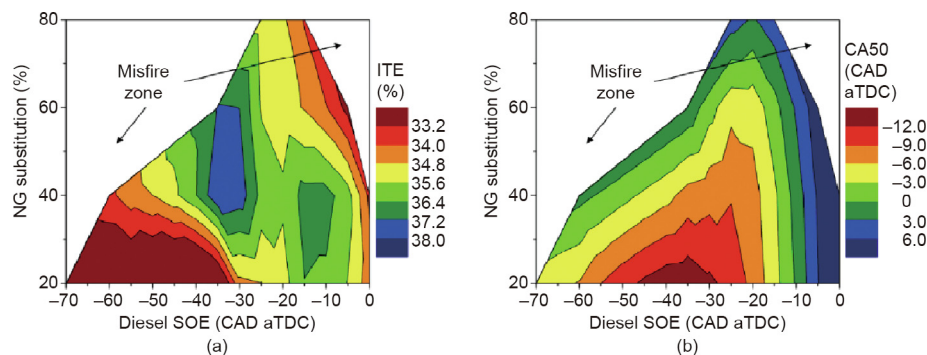 80
60
40
20
NG substitution (%)
Misfire
zone
−70 −60 −50 −40 −30 −20 −10 0
Diesel SOE (CAD aTDC)
(a)
ITE
(%)
33.2
34.0
34.8
35.6
36.4
37.2
38.0
80
60
40
20
NG substitution (%)
Misfire
zone
−70 −60 −50 −40 −30 −20 −10 0
Diesel SOE (CAD aTDC)
(b)
CA50
(CAD
aTDC)
−12.0
−9.0
−6.0
−3.0
0
3.0
6.0